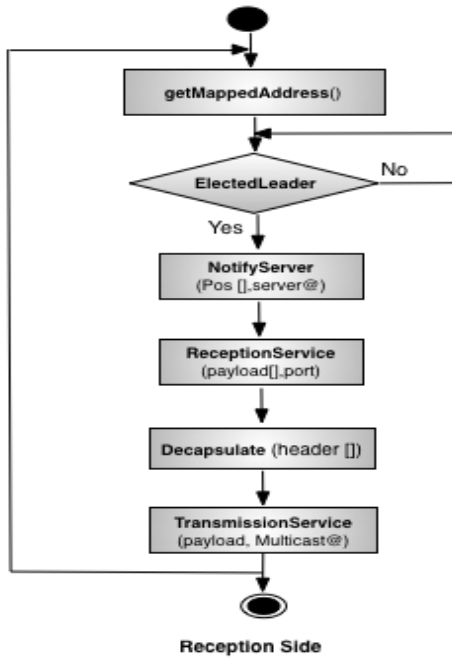 getMappedAddress()
ElectedLeader
No
Yes
NotifyServer
(Pos [],server@)
ReceptionService
(payload[],port)
Decapsulate (header [])
TransmissionService
(payload, Multicast@)
Reception Side